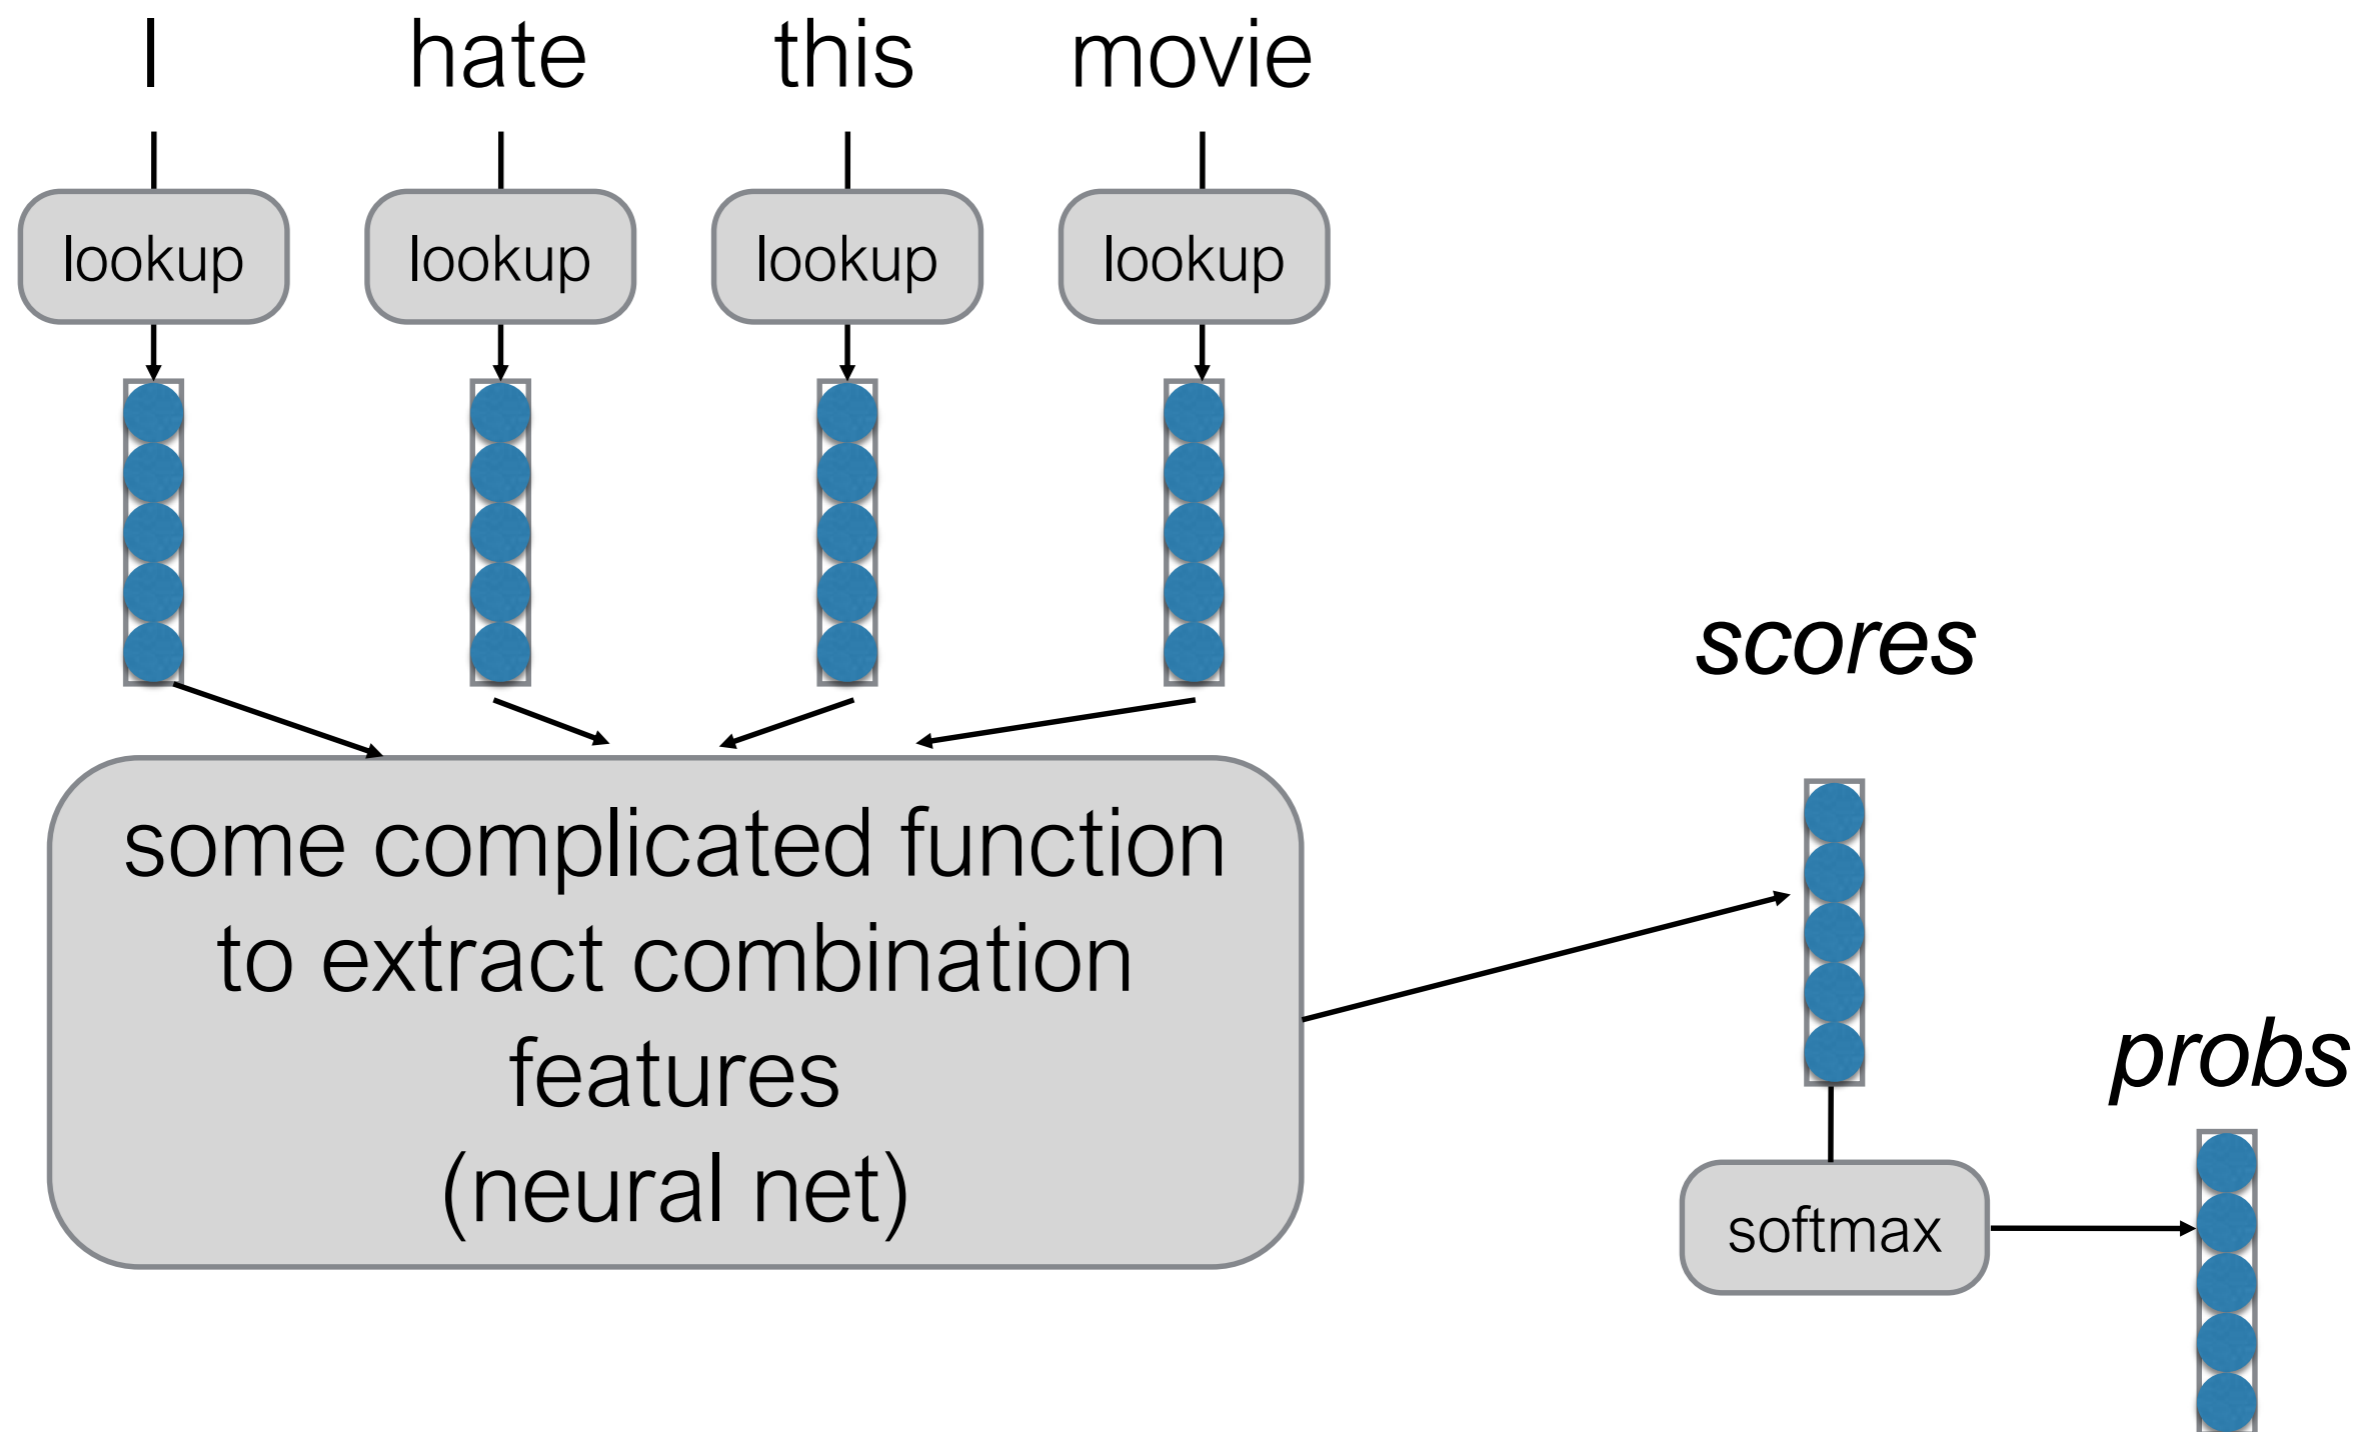 I hate this movie
lookup lookup lookup lookup
scores
some complicated function
to extract combination
features
(neural net)
probs
softmax